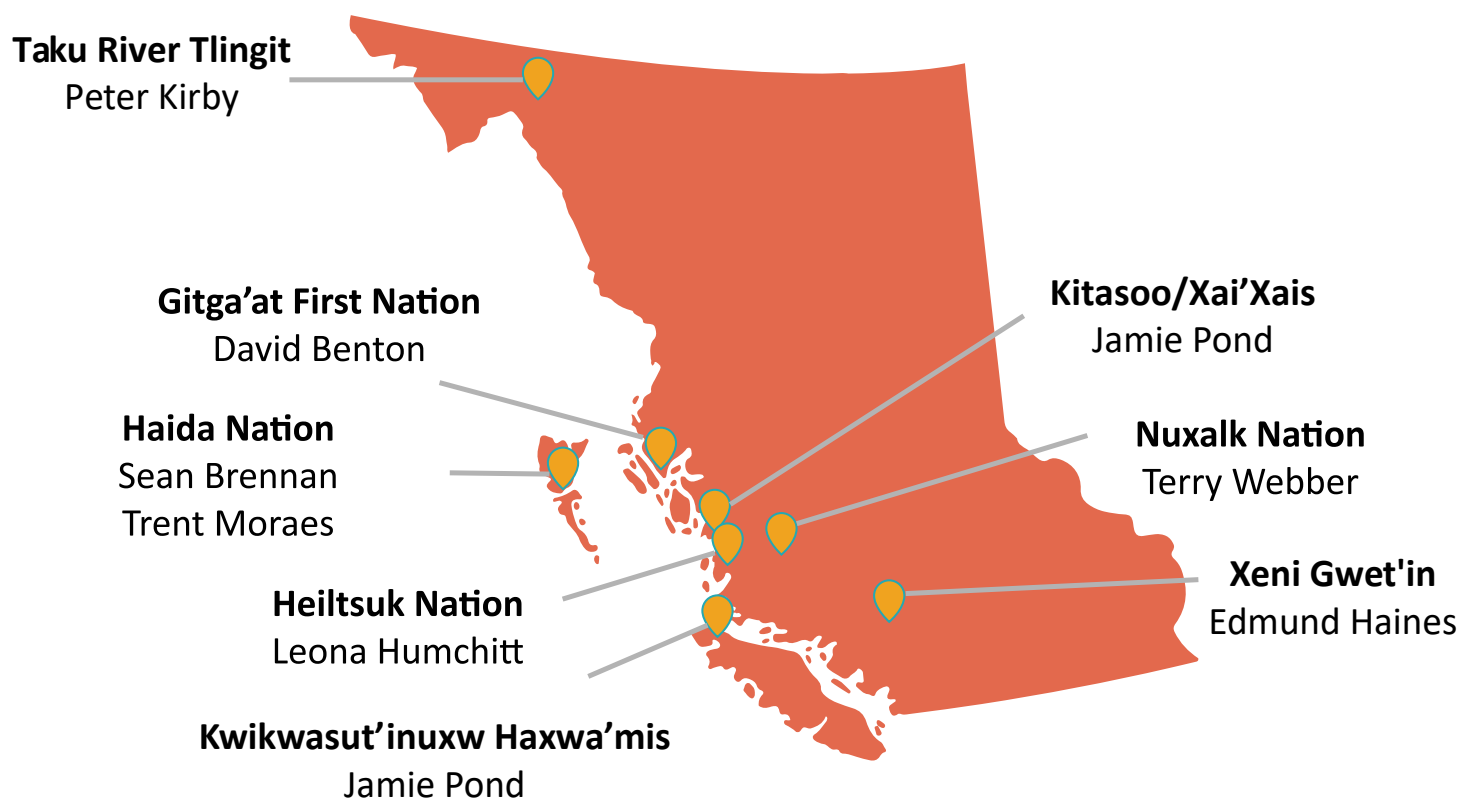 Taku River Tlingit
Peter Kirby
Gitga’at First Nation
David Benton
Haida Nation
Sean Brennan
Trent Moraes
Heiltsuk Nation
Leona Humchitt
Kwikwasut’inuxw Haxwa’mis
Jamie Pond
Kitasoo/Xai’Xais
Jamie Pond
Nuxalk Nation
Terry Webber
Xeni Gwet'in
Edmund Haines